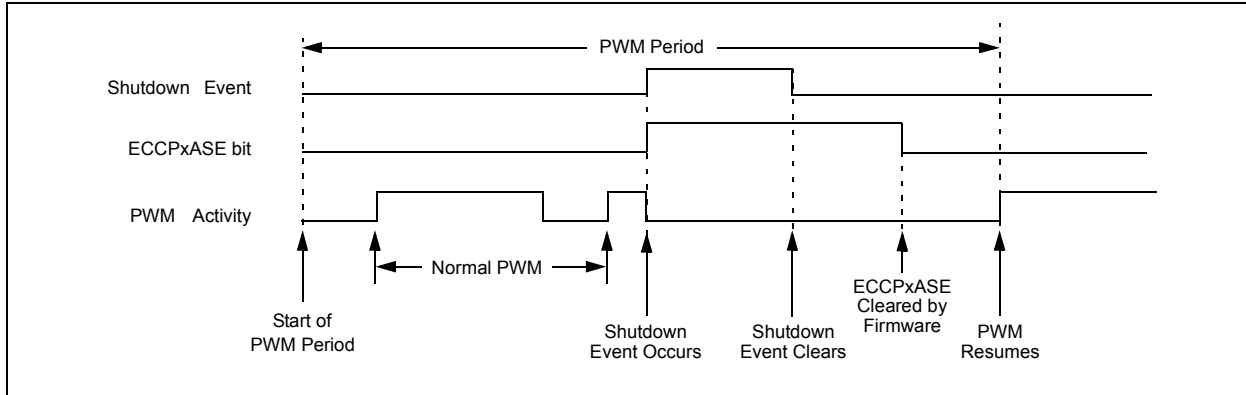 PWM Period
Shutdown Event
ECCPxASE bit
PWM Activity
Normal PWM
Start of
PWM Period
Shutdown
Event Occurs
Shutdown
Event Clears
ECCPxASE
Cleared by
Firmware
PWM
Resumes